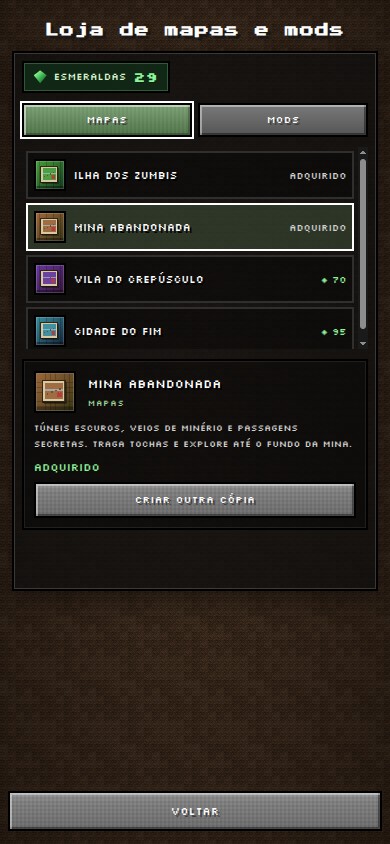 Loja de mapas e mods
ESMERALDAS 29
MAPAS
MODS
ILHA DOS ZUMBIS
ADQUIRIDO
MINA ABANDONADA
ADQUIRIDO
VILA DO CREPÚSCULO
70
CIDADE DO FIM
95
MINA ABANDONADA
MAPAS
TÚNEIS ESCUROS, VEIOS DE MINÉRIO E PASSAGENS
SECRETAS. TRAGA TOCHAS E EXPLORE ATÉ O FUNDO DA MINA.
ADQUIRIDO
CRIAR OUTRA CÓPIA
VOLTAR